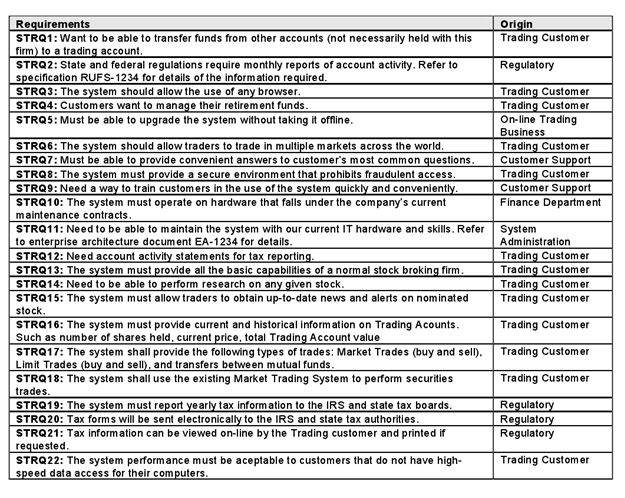 Requirements Origin
STRQ1: Want to be able to transfer funds from other accounts (not necessarily held with this Trading Customer
firm) to a trading account.
STRQ2: State and federal regulations require monthly reports of account activity. Refer to Regulatory
specification RUFS-1234 for details of the information required.
STRQ3: The system should allow the use of any browser. Trading Customer
STRQ4: Customers want to manage their retirement funds. Trading Customer
STRQ5: Must be able to upgrade the system without taking it offline. On-line Trading
Business
STRQ6: The system should allow traders to trade in multiple markets across the world. Trading Customer
STRQ7: Must be able to provide convenient answers to customer's most common questions. Customer Support
STRQ8: The system must provide a secure environment that prohibits fraudulent access. Trading Customer
STRQ9: Need a way to train customers in the use of the system quickly and conveniently. Customer Support
STRQ10: The system must operate on hardware that falls under the company's current Finance Department
maintenance contracts.
STRQ11: Need to be able to maintain the system with our current IT hardware and skills. Refer System
to enterprise architecture document EA-1234 for details. Administration
STRQ12: Need account activity statements for tax reporting. Trading Customer
STRQ13: The system must provide all the basic capabilities of a normal stock broking firm. Trading Customer
STRQ14: Need to be able to perform research on any given stock. Trading Customer
STRQ15: The system must allow traders to obtain up-to-date news and alerts on nominated Trading Customer
stock.
STRQ16: The system must provide current and historical information on Trading Acounts. Trading Customer
Such as number of shares held, current price, total Trading Account value
STRQ17: The system shall provide the following types of trades: Market Trades (buy and sell), Trading Customer
Limit Trades (buy and sell), and transfers between mutual funds.
STRQ18: The system shall use the existing Market Trading System to perform securities Trading Customer
trades.
STRQ19: The system must report yearly tax information to the IRS and state tax boards. Regulatory
STRQ20: Tax forms will be sent electronically to the IRS and state tax authorities. Regulatory
STRQ21: Tax information can be viewed on-line by the Trading customer and printed if Regulatory
requested.
STRQ22: The system performance must be aceptable to customers that do not have high- Trading Customer
speed data access for their computers.